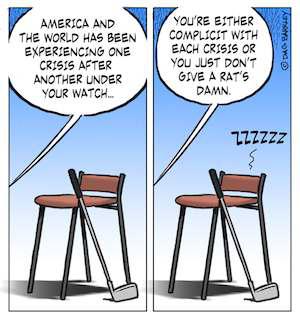 AMERICA AND
THE WORLD HAS BEEN
EXPERIENCING ONE
CRISIS AFTER
ANOTHER UNDER
YOUR WATCH...
YOU'RE EITHER
COMPLICIT WITH
EACH CRISIS OR
YOU JUST DON'T
GIVE A RAT'S
DAMN.
ZZZZZZ